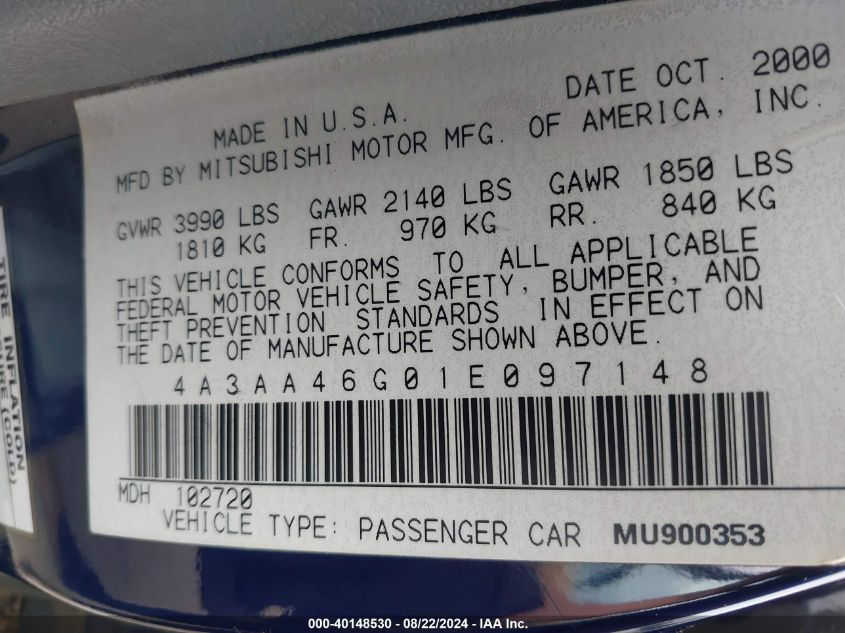 DATE OCT. 2000
MADE IN U.S.A.
MFD BY MITSUBISHI MOTOR MFG. OF AMERICA, INC.
GVWR 3990 LBS GAWR 2140 LBS GAWR 1850 LBS
1810 KG FR. 970 KG RR. 840 KG
THIS VEHICLE CONFORMS TO ALL APPLICABLE
FEDERAL MOTOR VEHICLE SAFETY, BUMPER, AND
THEFT PREVENTION STANDARDS IN EFFECT ON
THE DATE OF MANUFACTURE SHOWN ABOVE.
4A3AA46G01E097148
MDH 102720
VEHICLE TYPE: PASSENGER CAR MU900353
TIRE INFLATION
(COLD)
000-40148530 - 08/22/2024 - IAA Inc.